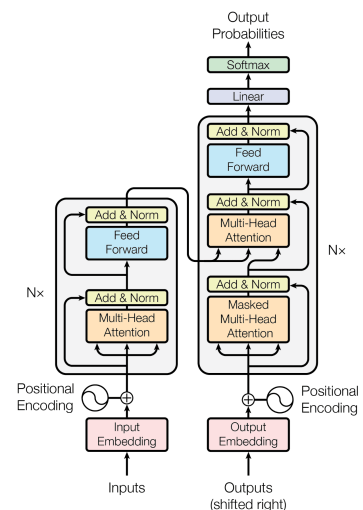 Output
Probabilities
Softmax
Linear
Add & Norm
Feed
Forward
Add & Norm
Multi-Head
Attention
Add & Norm
Masked
Multi-Head
Attention
N×
Add & Norm
Feed
Forward
Add & Norm
Multi-Head
Attention
N×
Positional
Encoding
Positional
Encoding
Input
Embedding
Output
Embedding
Inputs
Outputs
(shifted right)